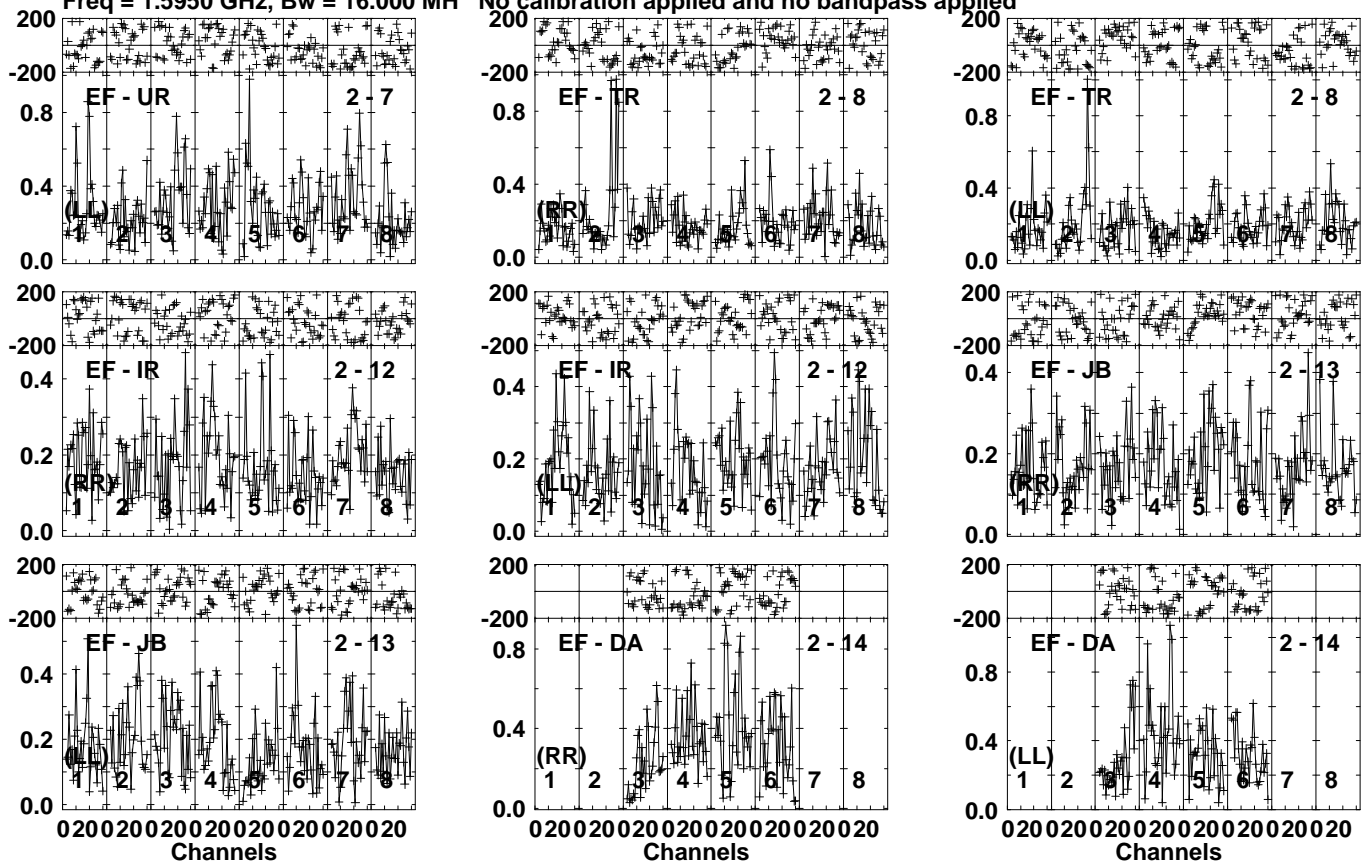 Freq = 1.5950 GHz, Bw = 16.000 MH No calibration applied and no bandpass applied
200 200 200
-200 -200 -200
EF - UR 2 - 7 EF - TR 2 - 8 EF - TR 2 - 8
0.8 0.8 0.8
0.4 0.4 0.4
(LL) (RR) (LL)
1 2 3 4 5 6 7 8 1 2 3 4 5 6 7 8 1 2 3 4 5 6 7 8
0.0 0.0 0.0
200 200 200
-200 -200 -200
EF - IR 2 - 12 EF - IR 2 - 12 EF - JB 2 - 13
0.4 0.4 0.4
0.2 0.2 0.2
(RR) (LL) (RR)
1 2 3 4 5 6 7 8 1 2 3 4 5 6 7 8 1 2 3 4 5 6 7 8
0.0 0.0 0.0
200 200 200
-200 -200 -200
EF - JB 2 - 13 EF - DA 2 - 14 EF - DA 2 - 14
0.4 0.8 0.8
0.2 0.4 0.4
(LL) (RR) (LL)
1 2 3 4 5 6 7 8 1 2 3 4 5 6 7 8 1 2 3 4 5 6 7 8
0.0 0.0 0.0
0 20 0 20 0 20 0 20 0 20 0 20 0 20 0 20 0 20 0 20 0 20 0 20 0 20 0 20 0 20 0 20 0 20 0 20 0 20 0 20 0 20 0 20 0 20 0 20
Channels Channels Channels